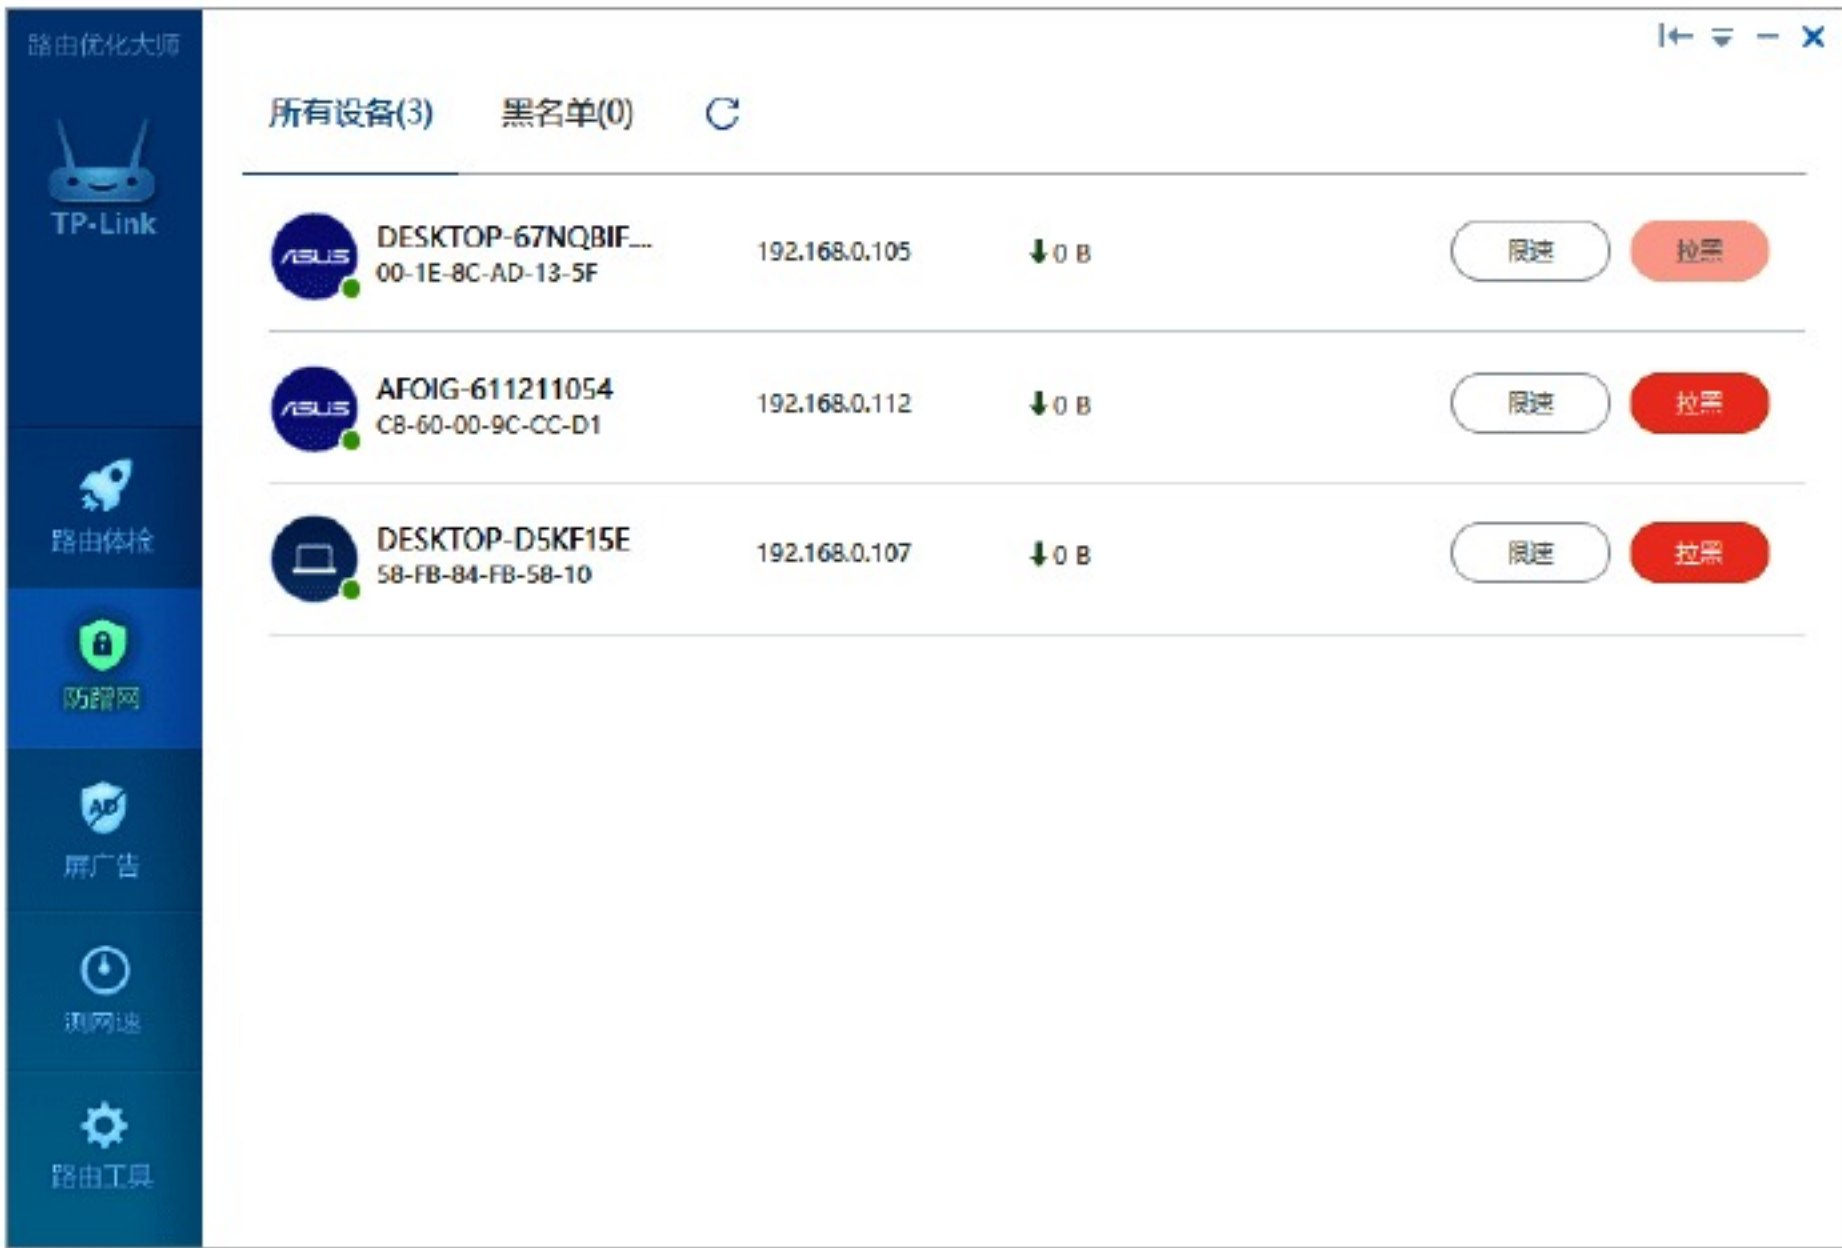 路由优化大师
TP-Link
路由体检
防蹭网
AD
屏广告
测网速
路由工具
所有设备(3) 黑名单(0)
ASUS
DESKTOP-67NQBIF...
00-1E-8C-AD-13-5F
192.168.0.105
0 B
限速
拉黑
ASUS
AFOIG-611211054
C8-60-00-9C-CC-D1
192.168.0.112
0 B
限速
拉黑
DESKTOP-D5KF15E
58-FB-84-FB-58-10
192.168.0.107
0 B
限速
拉黑